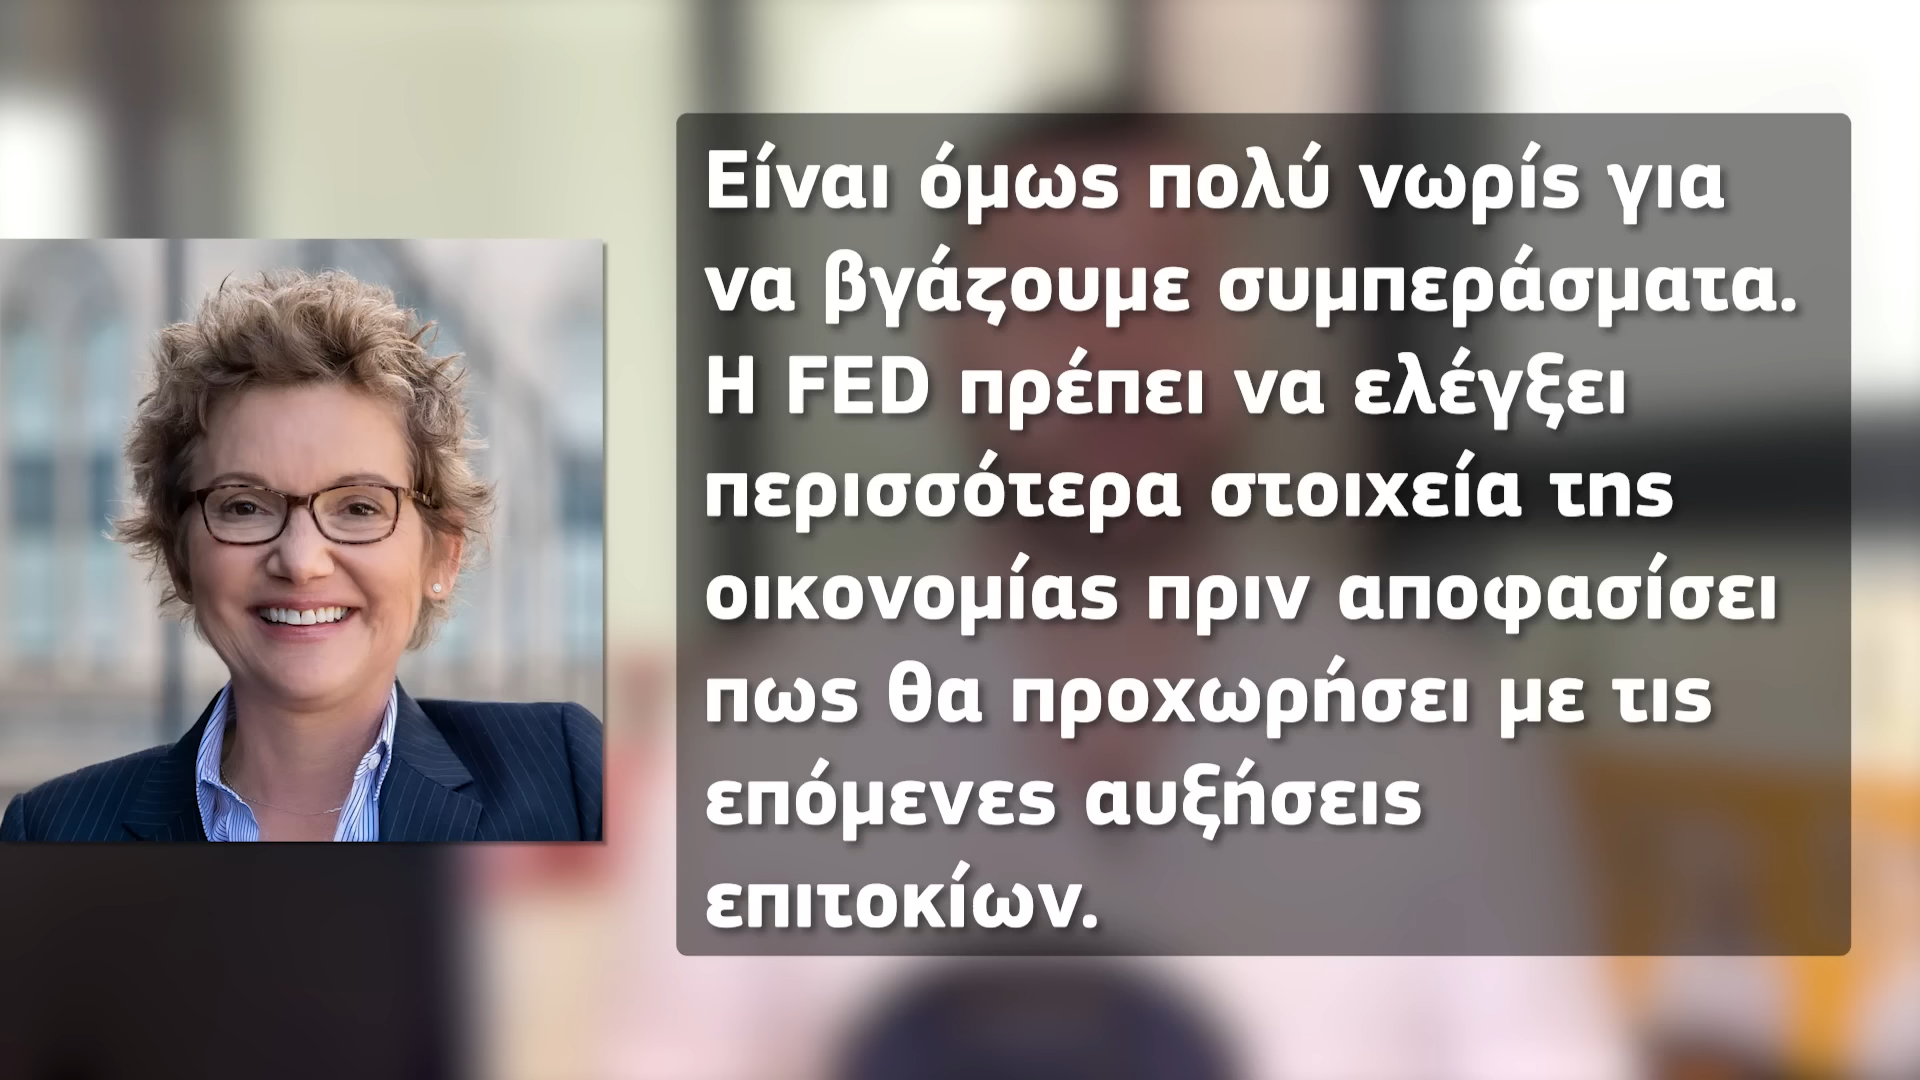 Είναι όμως πολύ νωρίς για
να βγάζουμε συμπεράσματα.
Η FED πρέπει να ελέγξει
περισσότερα στοιχεία της
οικονομίας πριν αποφασίσει
πως θα προχωρήσει με τις
επόμενες αυξήσεις
επιτοκίων.